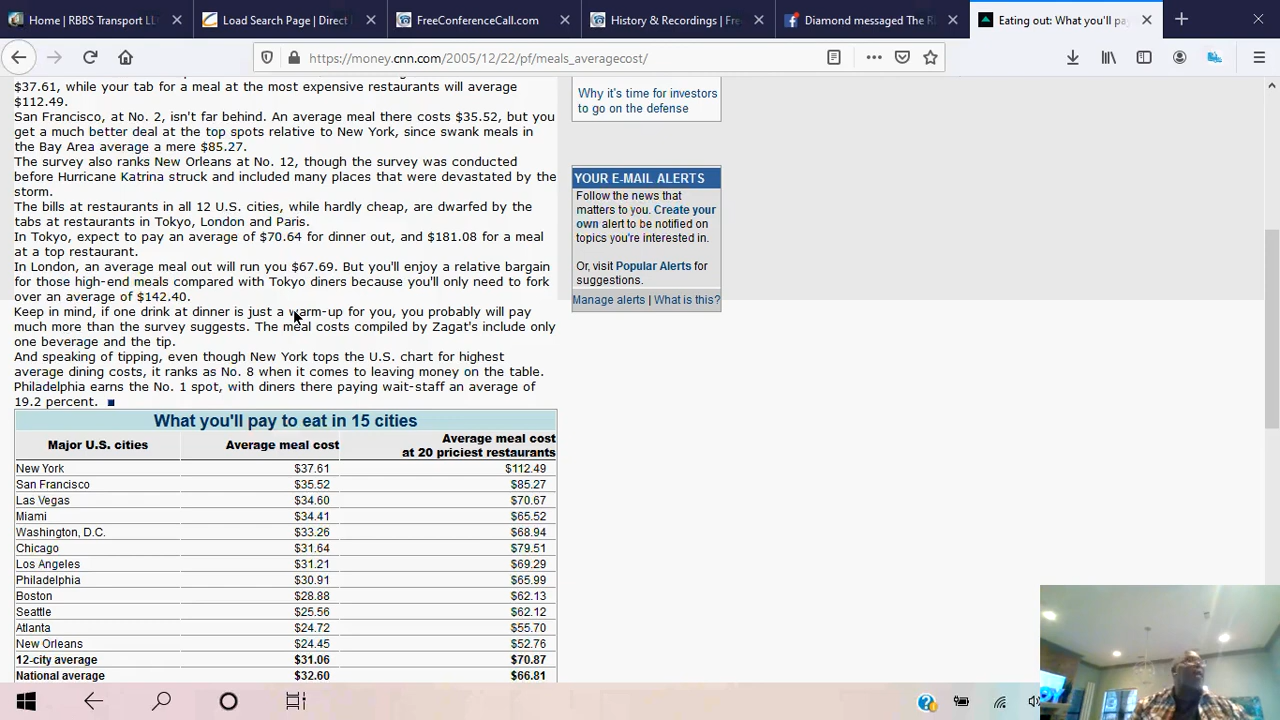 Home | RBBS Transport LL
Load Search Page | Direct
FreeConferenceCall.com
History & Recordings | Fre
Diamond messaged The R
Eating out: What you'll pa
https://money.cnn.com/2005/12/22/pf/meals_averagecost/
$37.61, while your tab for a meal at the most expensive restaurants will average
$112.49.
San Francisco, at No. 2, isn't far behind. An average meal there costs $35.52, but you
get a much better deal at the top spots relative to New York, since swank meals in
the Bay Area average a mere $85.27.
The survey also ranks New Orleans at No. 12, though the survey was conducted
before Hurricane Katrina struck and included many places that were devastated by the
storm.
The bills at restaurants in all 12 U.S. cities, while hardly cheap, are dwarfed by the
tabs at restaurants in Tokyo, London and Paris.
In Tokyo, expect to pay an average of $70.64 for dinner out, and $181.08 for a meal
at a top restaurant.
In London, an average meal out will run you $67.69. But you'll enjoy a relative bargain
for those high-end meals compared with Tokyo diners because you'll only need to fork
over an average of $142.40.
Keep in mind, if one drink at dinner is just a warm-up for you, you probably will pay
much more than the survey suggests. The meal costs compiled by Zagat's include only
one beverage and the tip.
And speaking of tipping, even though New York tops the U.S. chart for highest
average dining costs, it ranks as No. 8 when it comes to leaving money on the table.
Philadelphia earns the No. 1 spot, with diners there paying wait-staff an average of
19.2 percent.
Why it's time for investors
to go on the defense
YOUR E-MAIL ALERTS
Follow the news that
matters to you. Create your
own alert to be notified on
topics you're interested in.
Or, visit Popular Alerts for
suggestions.
Manage alerts | What is this?
What you'll pay to eat in 15 cities
Major U.S. cities Average meal cost Average meal cost
at 20 priciest restaurants
New York $37.61 $112.49
San Francisco $35.52 $85.27
Las Vegas $34.60 $70.67
Miami $34.41 $65.52
Washington, D.C. $33.26 $68.94
Chicago $31.64 $79.51
Los Angeles $31.21 $69.29
Philadelphia $30.91 $65.99
Boston $28.88 $62.13
Seattle $25.56 $62.12
Atlanta $24.72 $55.70
New Orleans $24.45 $52.76
12-city average $31.06 $70.87
National average $32.60 $66.81